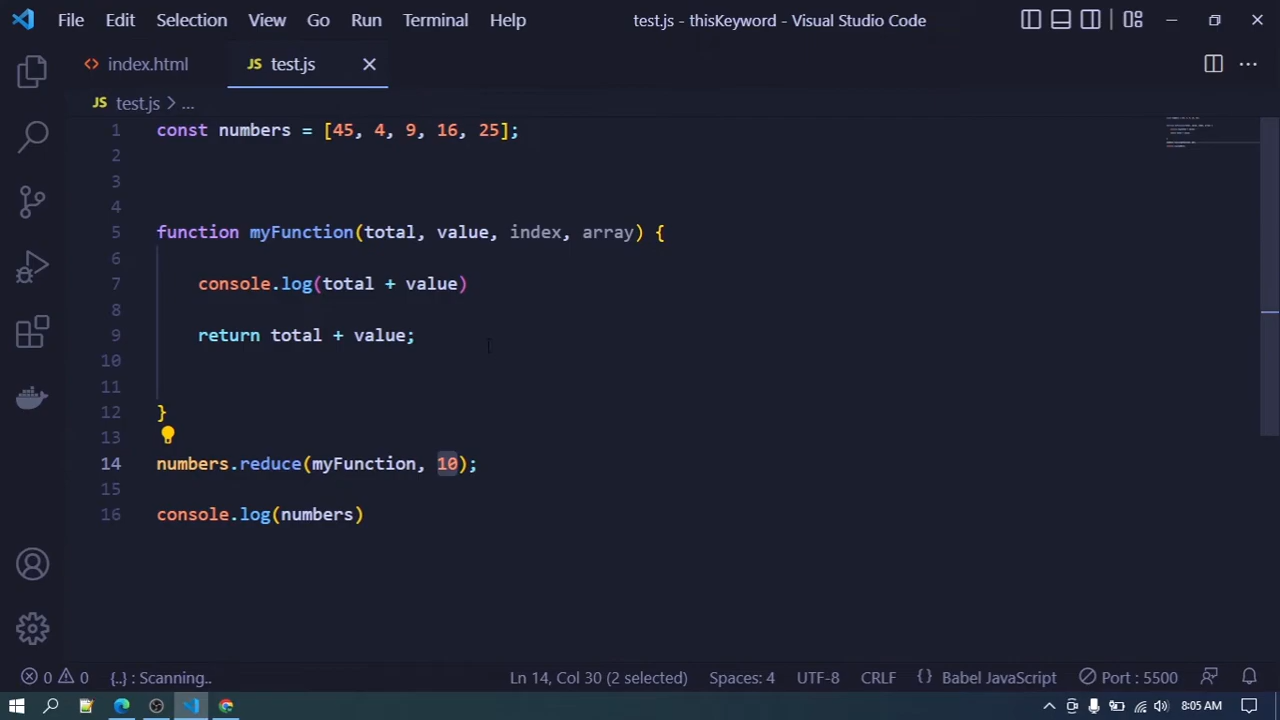 File Edit Selection View Go Run Terminal Help test.js - thisKeyword - Visual Studio Code
index.html JS test.js
JS test.js > ...
1 const numbers = [45, 4, 9, 16, 25];
2
3
4
5 function myFunction(total, value, index, array) {
6
7 console.log(total + value)
8
9 return total + value;
10
11
12 }
13
14 numbers.reduce(myFunction, 10);
15
16 console.log(numbers)
0 0 {..} : Scanning.. Ln 14, Col 30 (2 selected) Spaces: 4 UTF-8 CRLF {} Babel JavaScript Port : 5500
8:05 AM